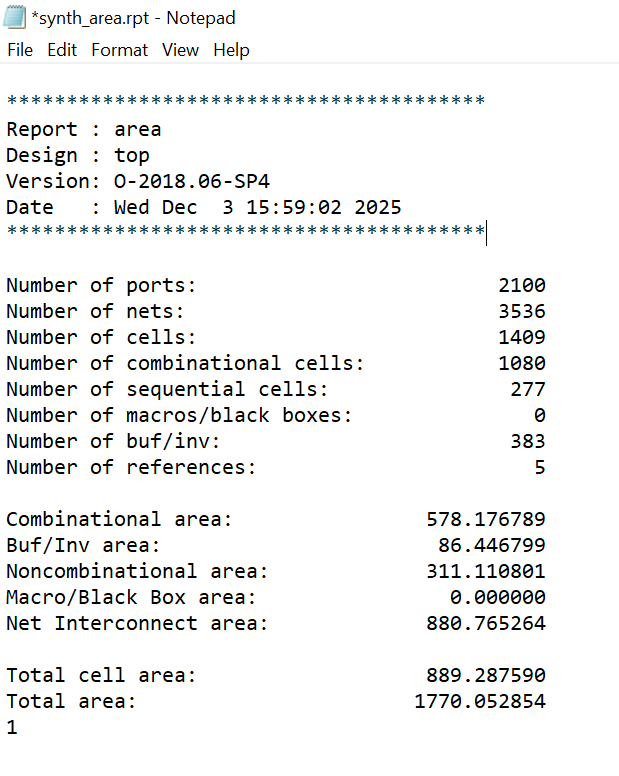 *synth_area.rpt - Notepad
File Edit Format View Help
****************************************
Report : area
Design : top
Version: O-2018.06-SP4
Date   : Wed Dec  3 15:59:02 2025
****************************************
Number of ports:                         2100
Number of nets:                          3536
Number of cells:                         1409
Number of combinational cells:           1080
Number of sequential cells:               277
Number of macros/black boxes:               0
Number of buf/inv:                        383
Number of references:                       5
Combinational area:                578.176789
Buf/Inv area:                       86.446799
Noncombinational area:             311.110801
Macro/Black Box area:                0.000000
Net Interconnect area:             880.765264
Total cell area:                   889.287590
Total area:                       1770.052854
1